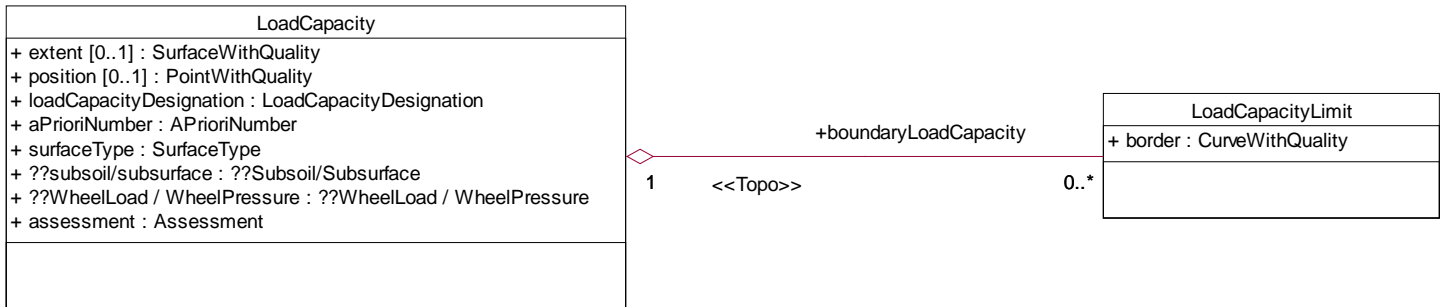 LoadCapacity
+ extent [0..1] : SurfaceWithQuality
+ position [0..1] : PointWithQuality
+ loadCapacityDesignation : LoadCapacityDesignation
+ aPrioriNumber : APrioriNumber
+ surfaceType : SurfaceType
+ ??subsoil/subsurface : ??Subsoil/Subsurface
+ ??WheelLoad / WheelPressure : ??WheelLoad / WheelPressure
+ assessment : Assessment
+boundaryLoadCapacity
1 <<Topo>> 0..*
LoadCapacityLimit
+ border : CurveWithQuality